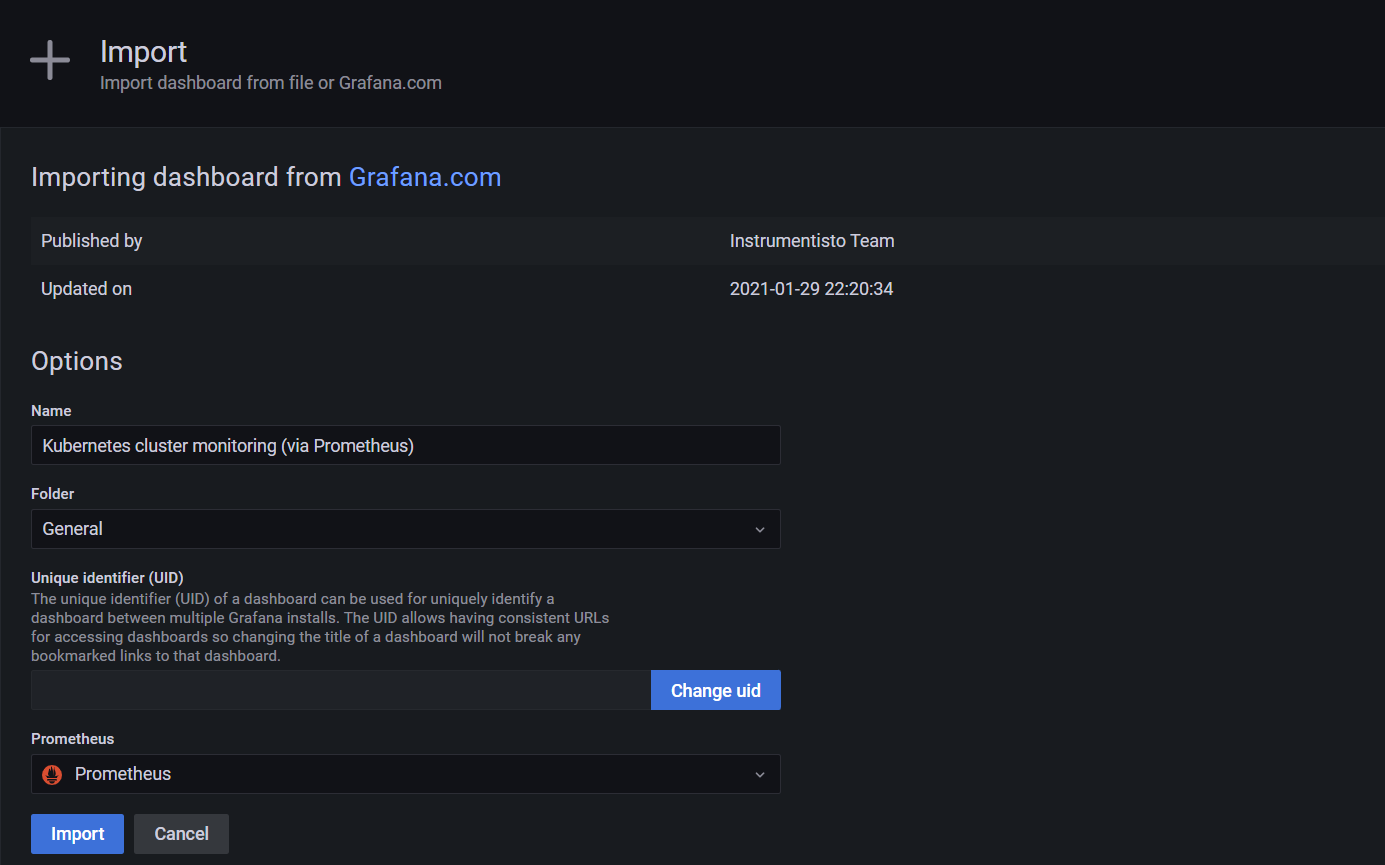 Import
Import dashboard from file or Grafana.com
Importing dashboard from Grafana.com
Published by Instrumentisto Team
Updated on 2021-01-29 22:20:34
Options
Name
Kubernetes cluster monitoring (via Prometheus)
Folder
General
Unique identifier (UID)
The unique identifier (UID) of a dashboard can be used for uniquely identify a
dashboard between multiple Grafana installs. The UID allows having consistent URLs
for accessing dashboards so changing the title of a dashboard will not break any
bookmarked links to that dashboard.
Change uid
Prometheus
Prometheus
Import Cancel